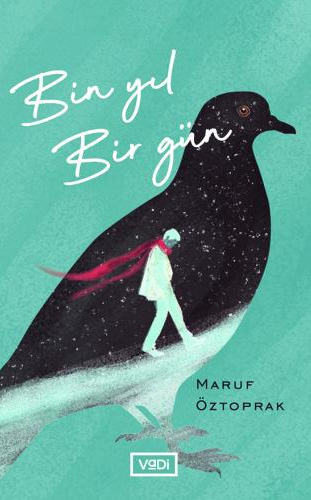 Bin yıl
Bir gün
MARUF
ÖZTOPRAK
VaDi